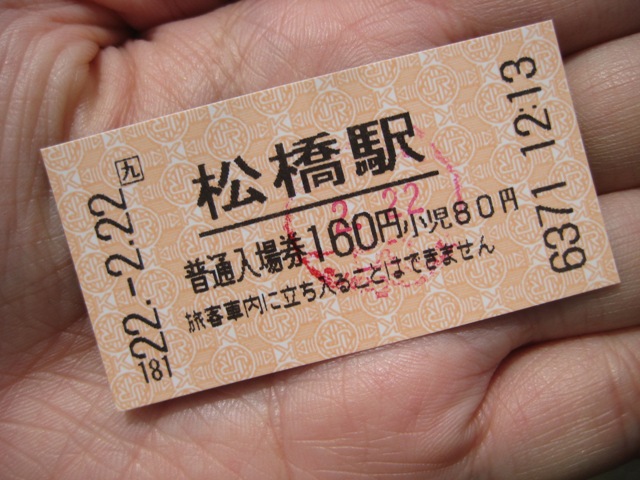 松橋駅
普通入場券160円小児80円
旅客車内に立ち入ることはできません
九
22.-2.22
181
6371 12:13
2.22